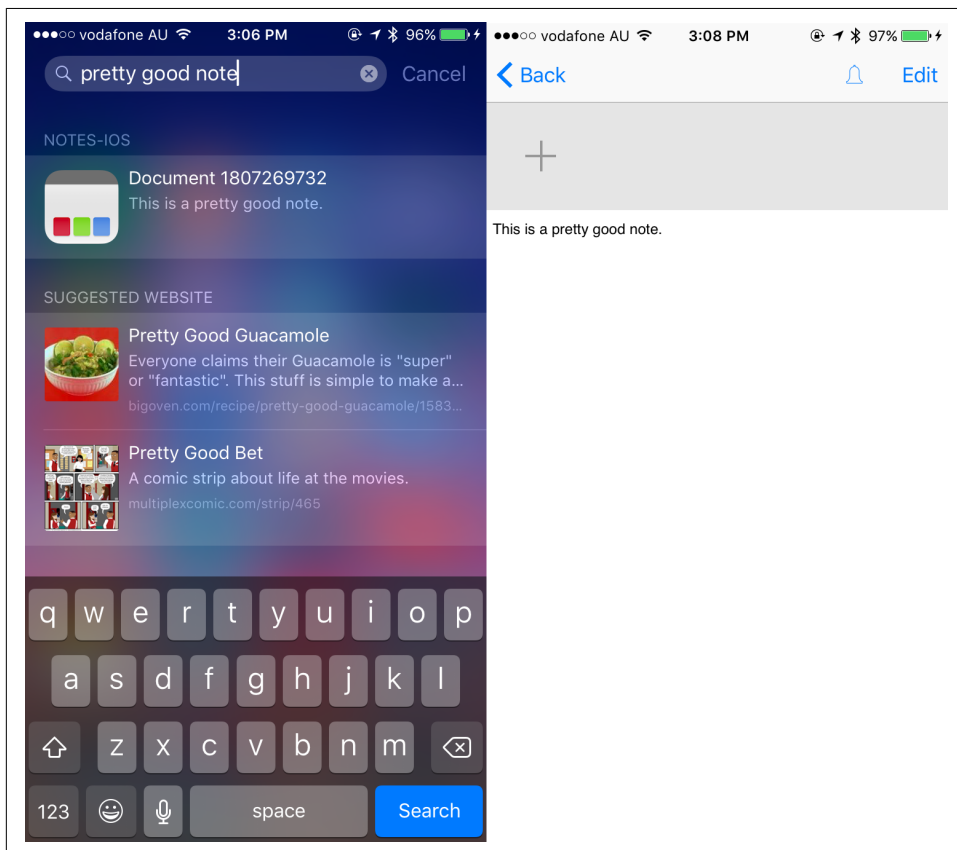 vodafone AU 3:06 PM 96%
pretty good note Cancel
NOTES-IOS
Document 1807269732
This is a pretty good note.
SUGGESTED WEBSITE
Pretty Good Guacamole
Everyone claims their Guacamole is "super"
or "fantastic". This stuff is simple to make a...
bigoven.com/recipe/pretty-good-guacamole/1583...
Pretty Good Bet
A comic strip about life at the movies.
multiplexcomic.com/strip/465
q w e r t y u i o p
a s d f g h j k l
z x c v b n m
123 space Search
vodafone AU 3:08 PM 97%
Back Edit
This is a pretty good note.